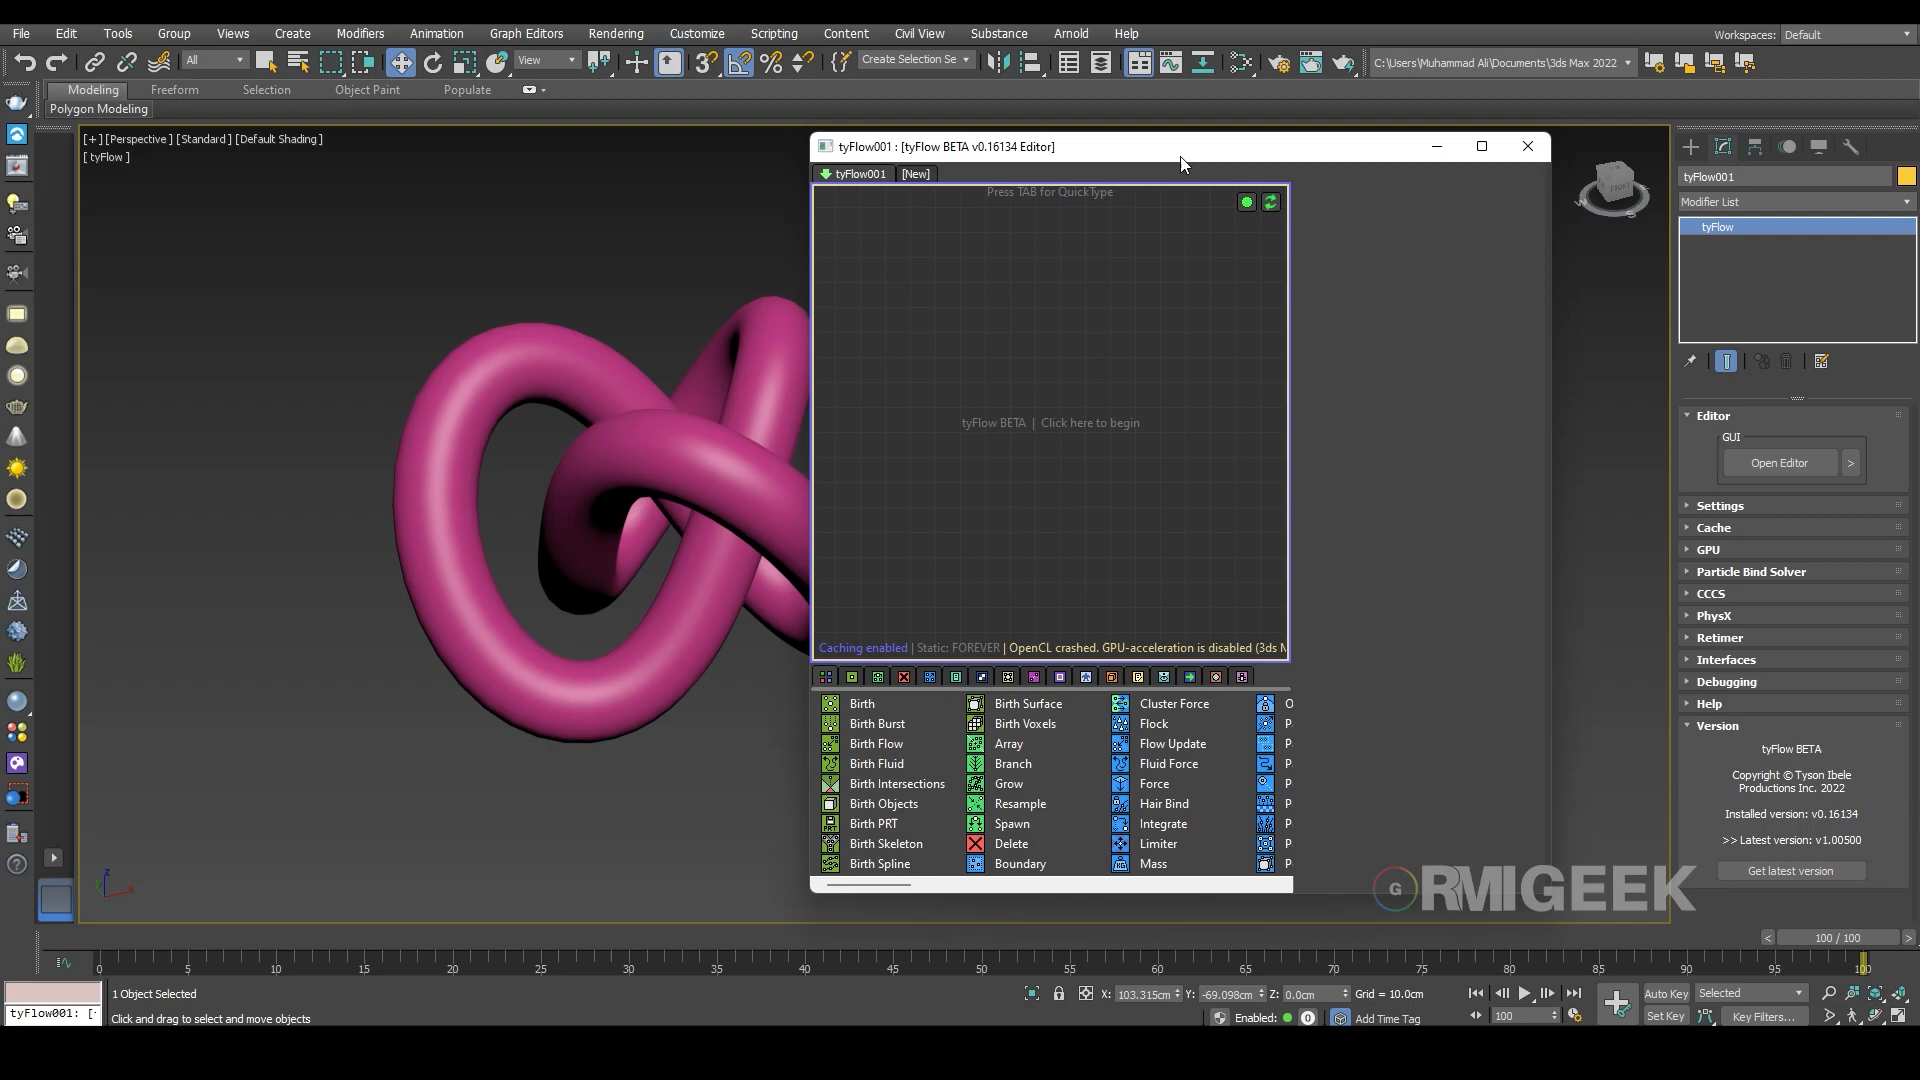 File Edit Tools Group Views Create Modifiers Animation Graph Editors Rendering Customize Scripting Content Civil View Substance Arnold Help
Workspaces: Default
All
View
Create Selection Se
C:\Users\Muhammad Ali\Documents\3ds Max 2022
Modeling Freeform Selection Object Paint Populate
Polygon Modeling
[+] [Perspective] [Standard] [Default Shading]
[ tyFlow ]
tyFlow001 : [tyFlow BETA v0.16134 Editor]
tyFlow001 [New]
Press TAB for QuickType
tyFlow BETA | Click here to begin
Caching enabled | Static: FOREVER | OpenCL crashed. GPU-acceleration is disabled (3ds
Birth Birth Surface Cluster Force
Birth Burst Birth Voxels Flock
Birth Flow Array Flow Update
Birth Fluid Branch Fluid Force
Birth Intersections Grow Force
Birth Objects Resample Hair Bind
Birth PRT Spawn Integrate
Birth Skeleton Delete Limiter
Birth Spline Boundary Mass
FRONT
tyFlow001
Modifier List
tyFlow
Editor
GUI
Open Editor >
Settings
Cache
GPU
Particle Bind Solver
CCCS
PhysX
Retimer
Interfaces
Debugging
Help
Version
tyFlow BETA
Copyright © Tyson Ibele
Productions Inc. 2022
Installed version: v0.16134
>> Latest version: v1.00500
Get latest version
G RMIGEEK
< 100 / 100 >
0 5 10 15 20 25 30 35 40 45 50 55 60 65 70 75 80 85 90 95 100
1 Object Selected
X: 103.315cm Y: -69.098cm Z: 0.0cm Grid = 10.0cm
Auto Key Selected
tyFlow001: [
Click and drag to select and move objects
Enabled: 0 Add Time Tag
100
Set Key Key Filters...